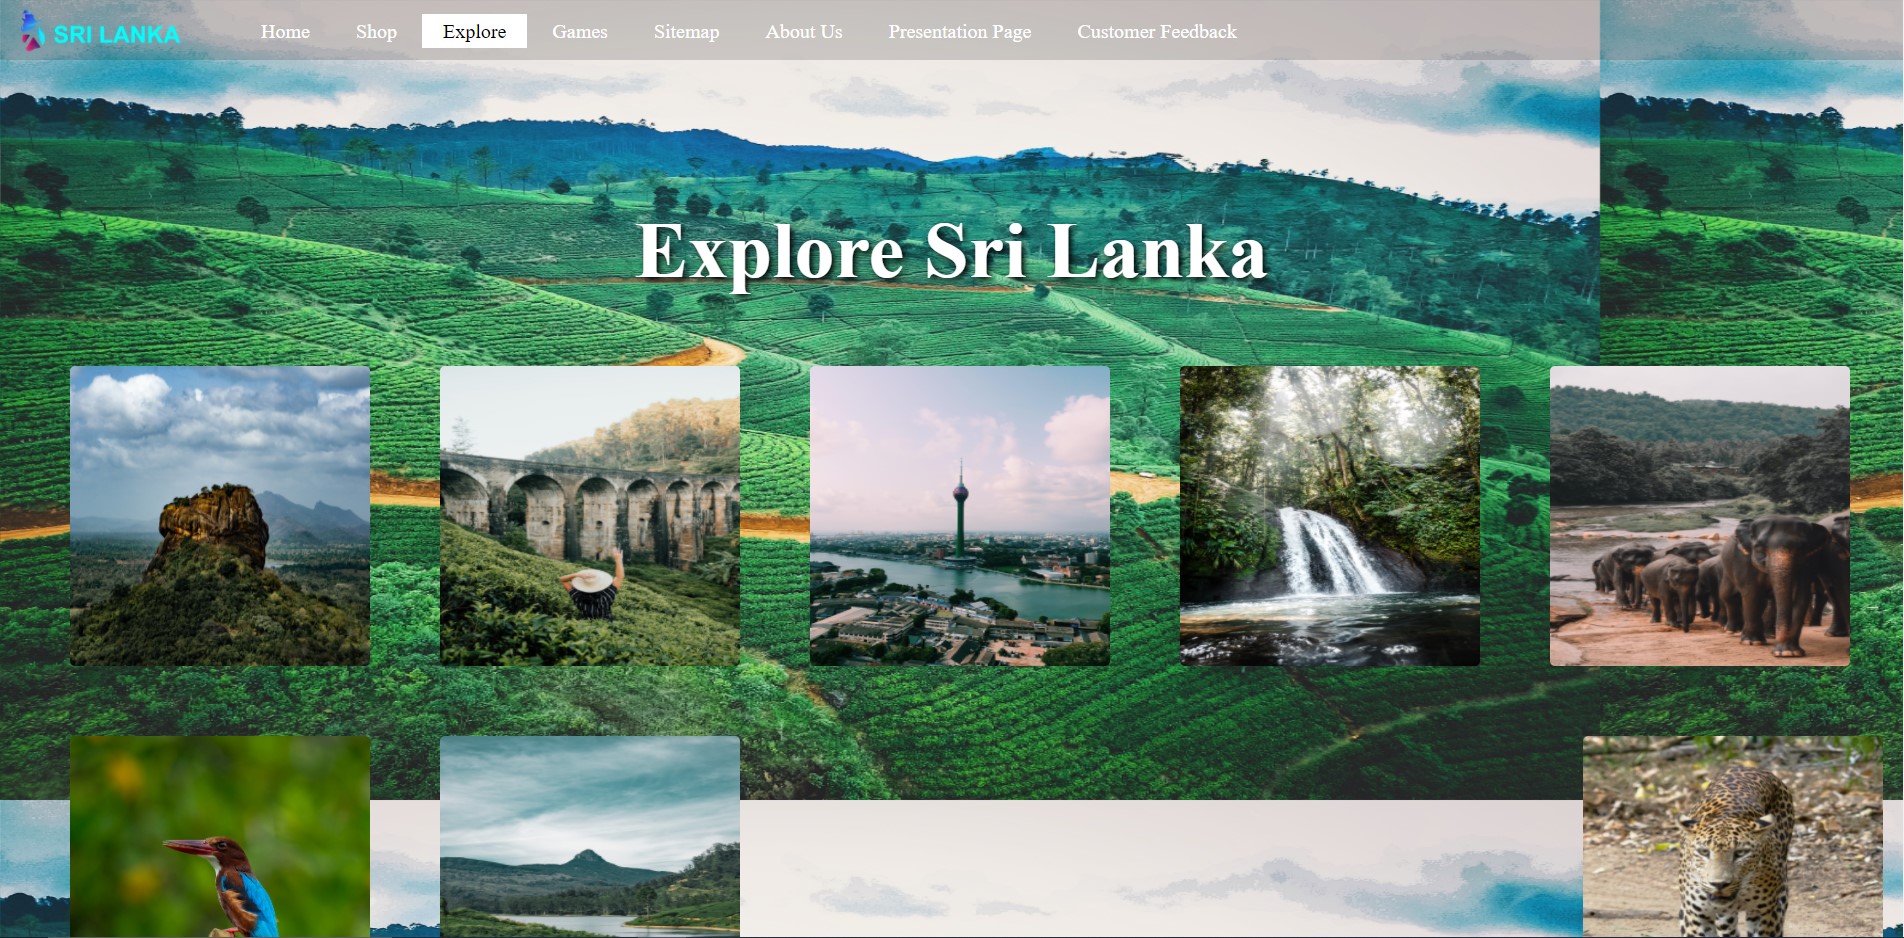 SRI LANKA
Home Shop Explore Games Sitemap About Us Presentation Page Customer Feedback
Explore Sri Lanka